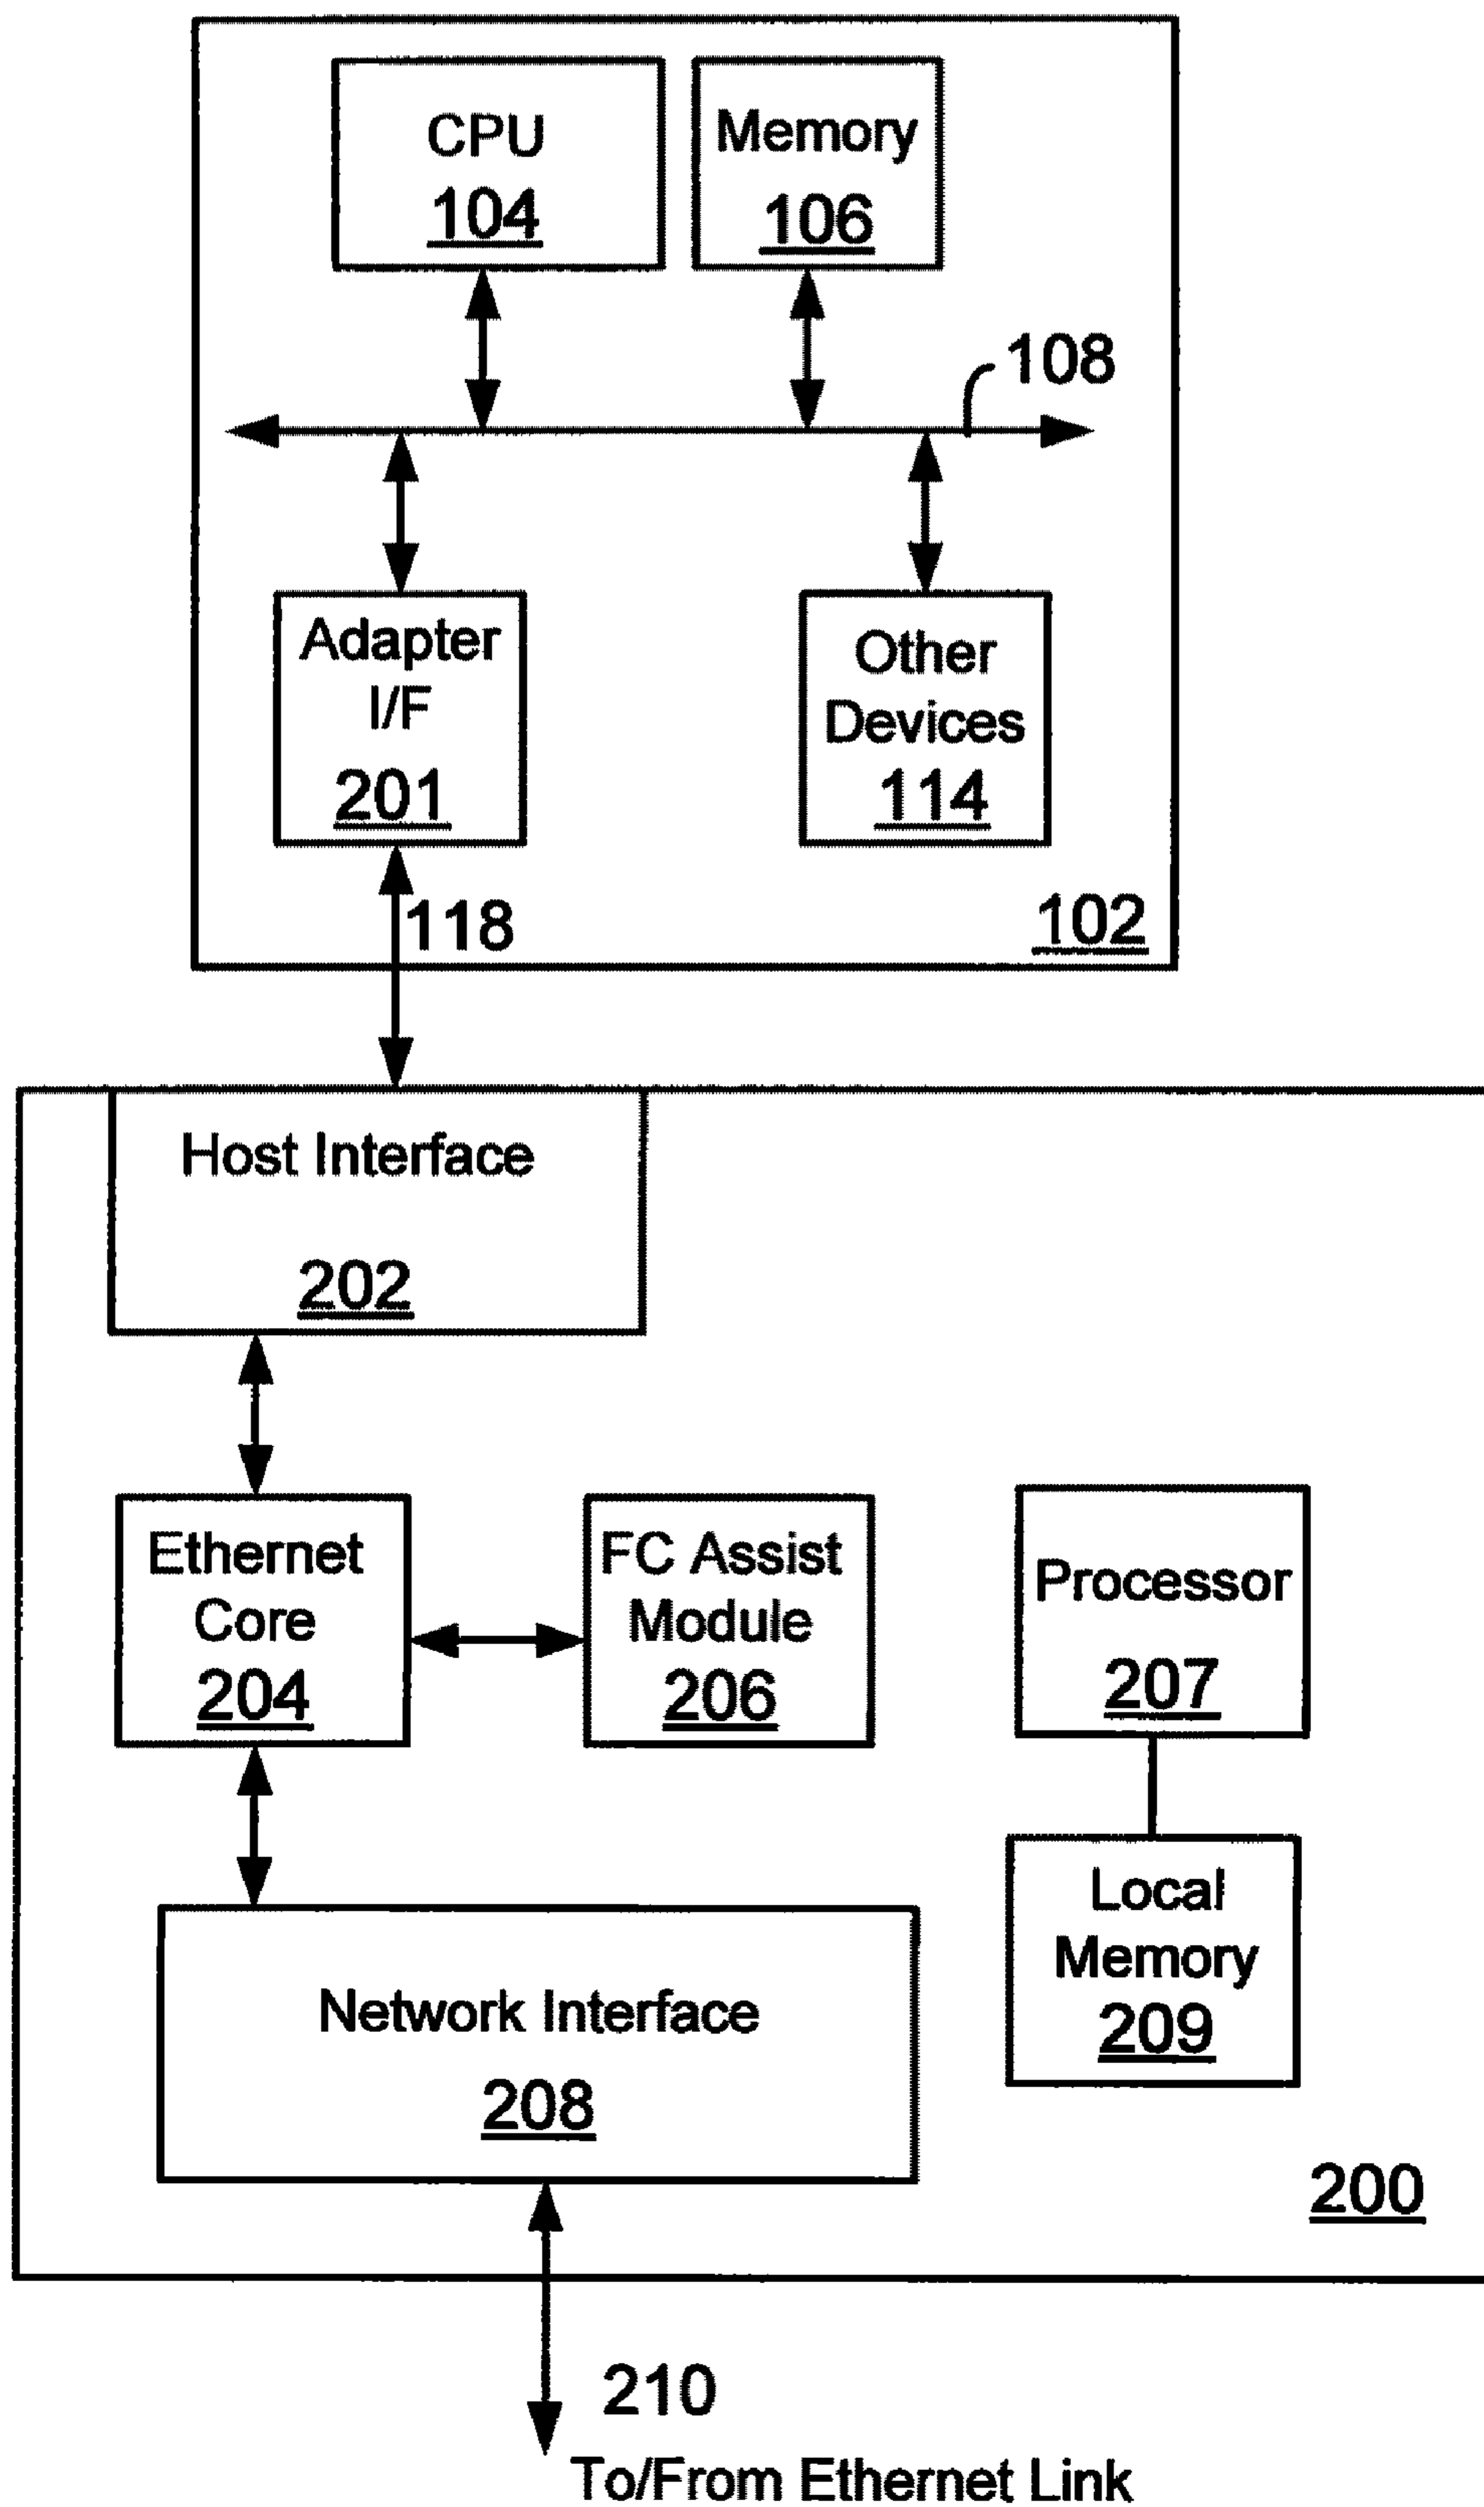 CPU
104
Memory
106
108
Adapter
I/F
201
Other
Devices
114
118
102
Host Interface
202
Ethernet
Core
204
FC Assist
Module
206
Processor
207
Local
Memory
209
Network Interface
208
200
210
To/From Ethernet Link